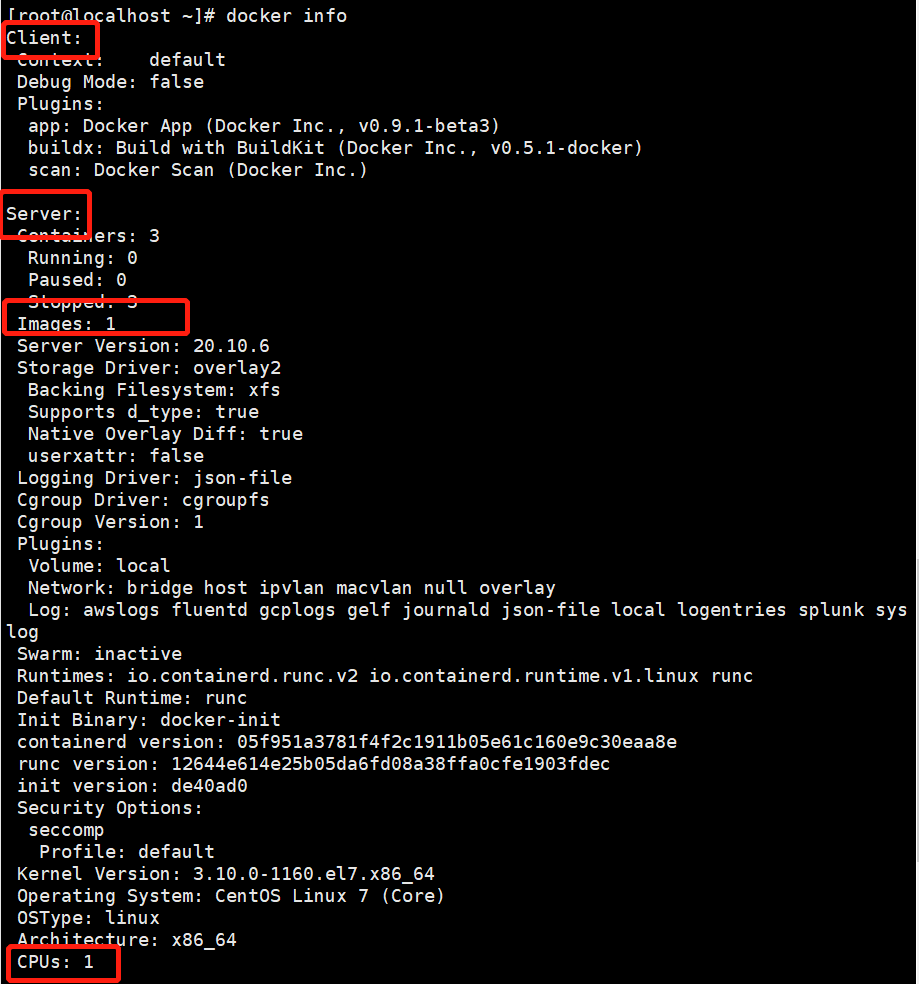 [root@localhost ~]# docker info
Client:
Context: default
Debug Mode: false
Plugins:
app: Docker App (Docker Inc., v0.9.1-beta3)
buildx: Build with BuildKit (Docker Inc., v0.5.1-docker)
scan: Docker Scan (Docker Inc.)
Server:
Containers: 3
Running: 0
Paused: 0
Stopped: 3
Images: 1
Server Version: 20.10.6
Storage Driver: overlay2
Backing Filesystem: xfs
Supports d_type: true
Native Overlay Diff: true
userxattr: false
Logging Driver: json-file
Cgroup Driver: cgroupfs
Cgroup Version: 1
Plugins:
Volume: local
Network: bridge host ipvlan macvlan null overlay
Log: awslogs fluentd gcplogs gelf journald json-file local logentries splunk sys
log
Swarm: inactive
Runtimes: io.containerd.runc.v2 io.containerd.runtime.v1.linux runc
Default Runtime: runc
Init Binary: docker-init
containerd version: 05f951a3781f4f2c1911b05e61c160e9c30eaa8e
runc version: 12644e614e25b05da6fd08a38ffa0cfe1903fdec
init version: de40ad0
Security Options:
seccomp
Profile: default
Kernel Version: 3.10.0-1160.el7.x86_64
Operating System: CentOS Linux 7 (Core)
OSType: linux
Architecture: x86_64
CPUs: 1